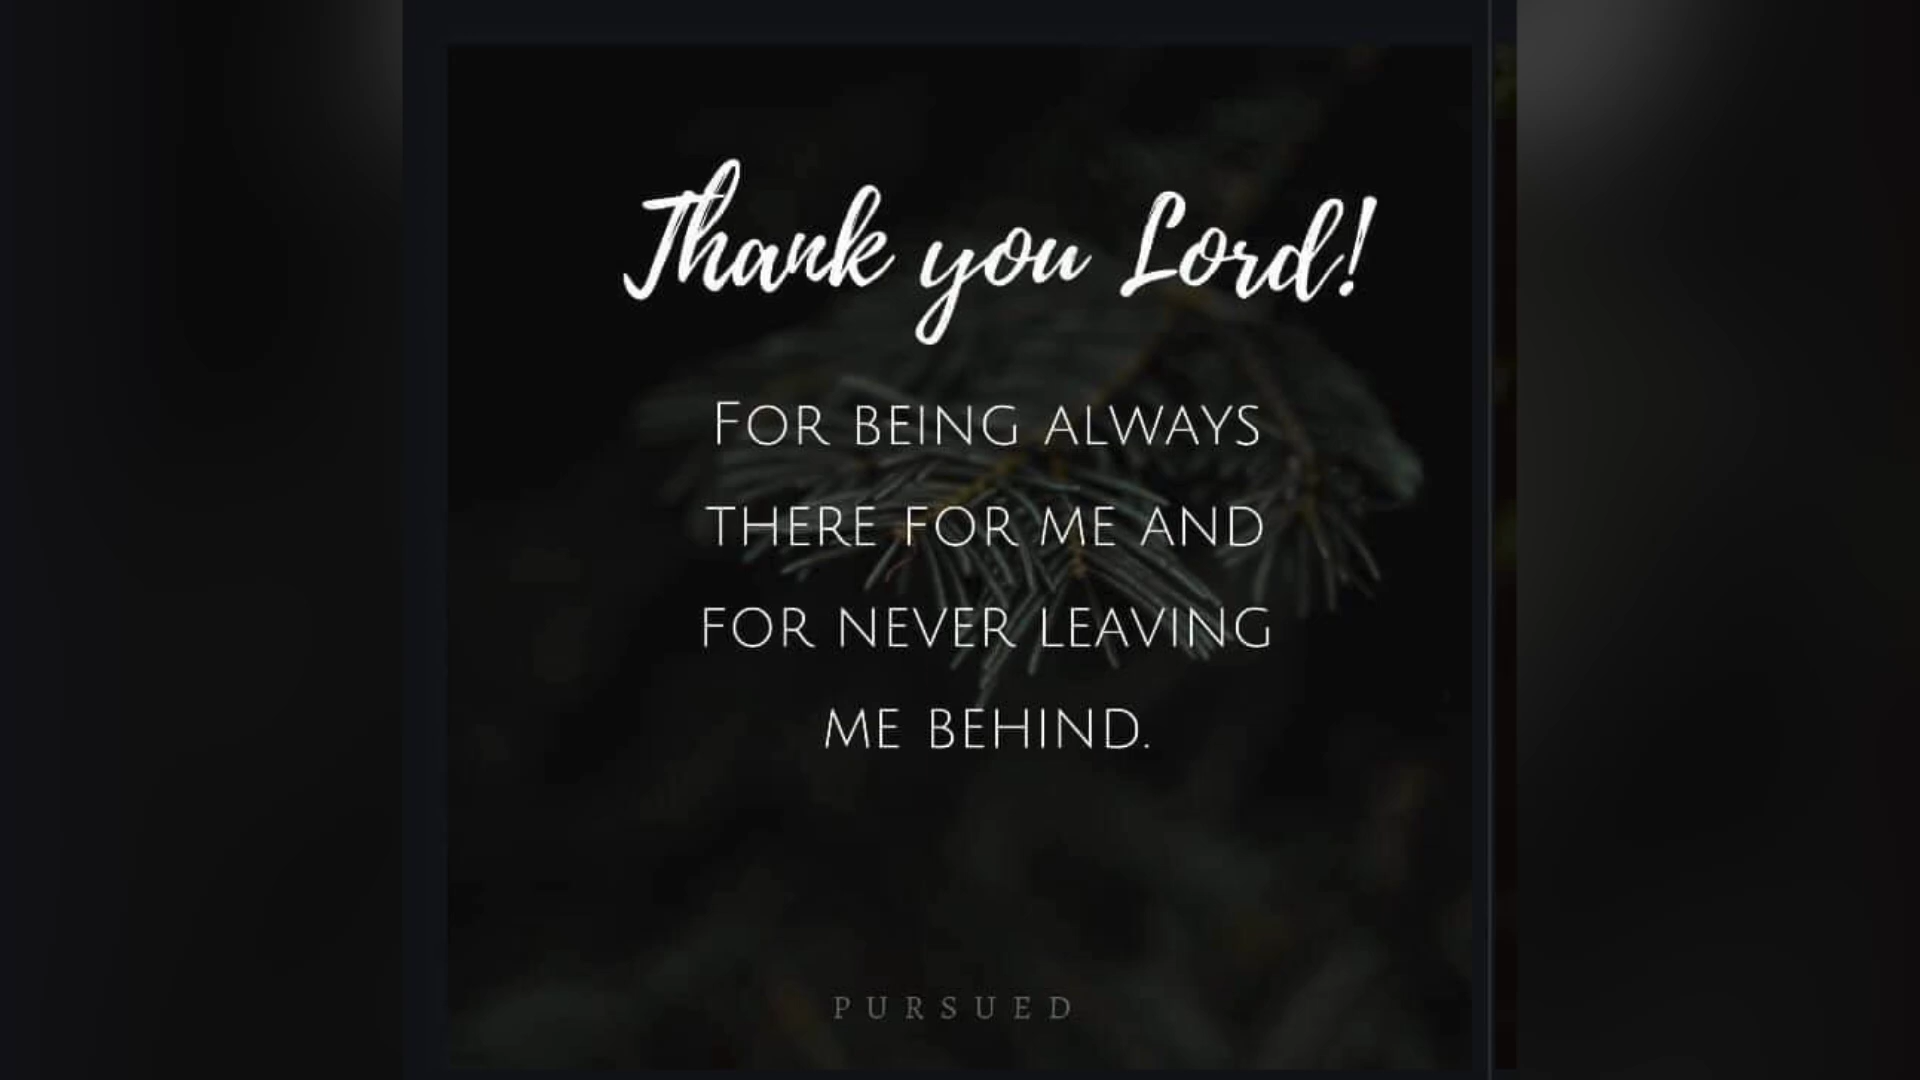 Thank you Lord!
FOR BEING ALWAYS
THERE FOR ME AND
FOR NEVER LEAVING
ME BEHIND.
PURSUED